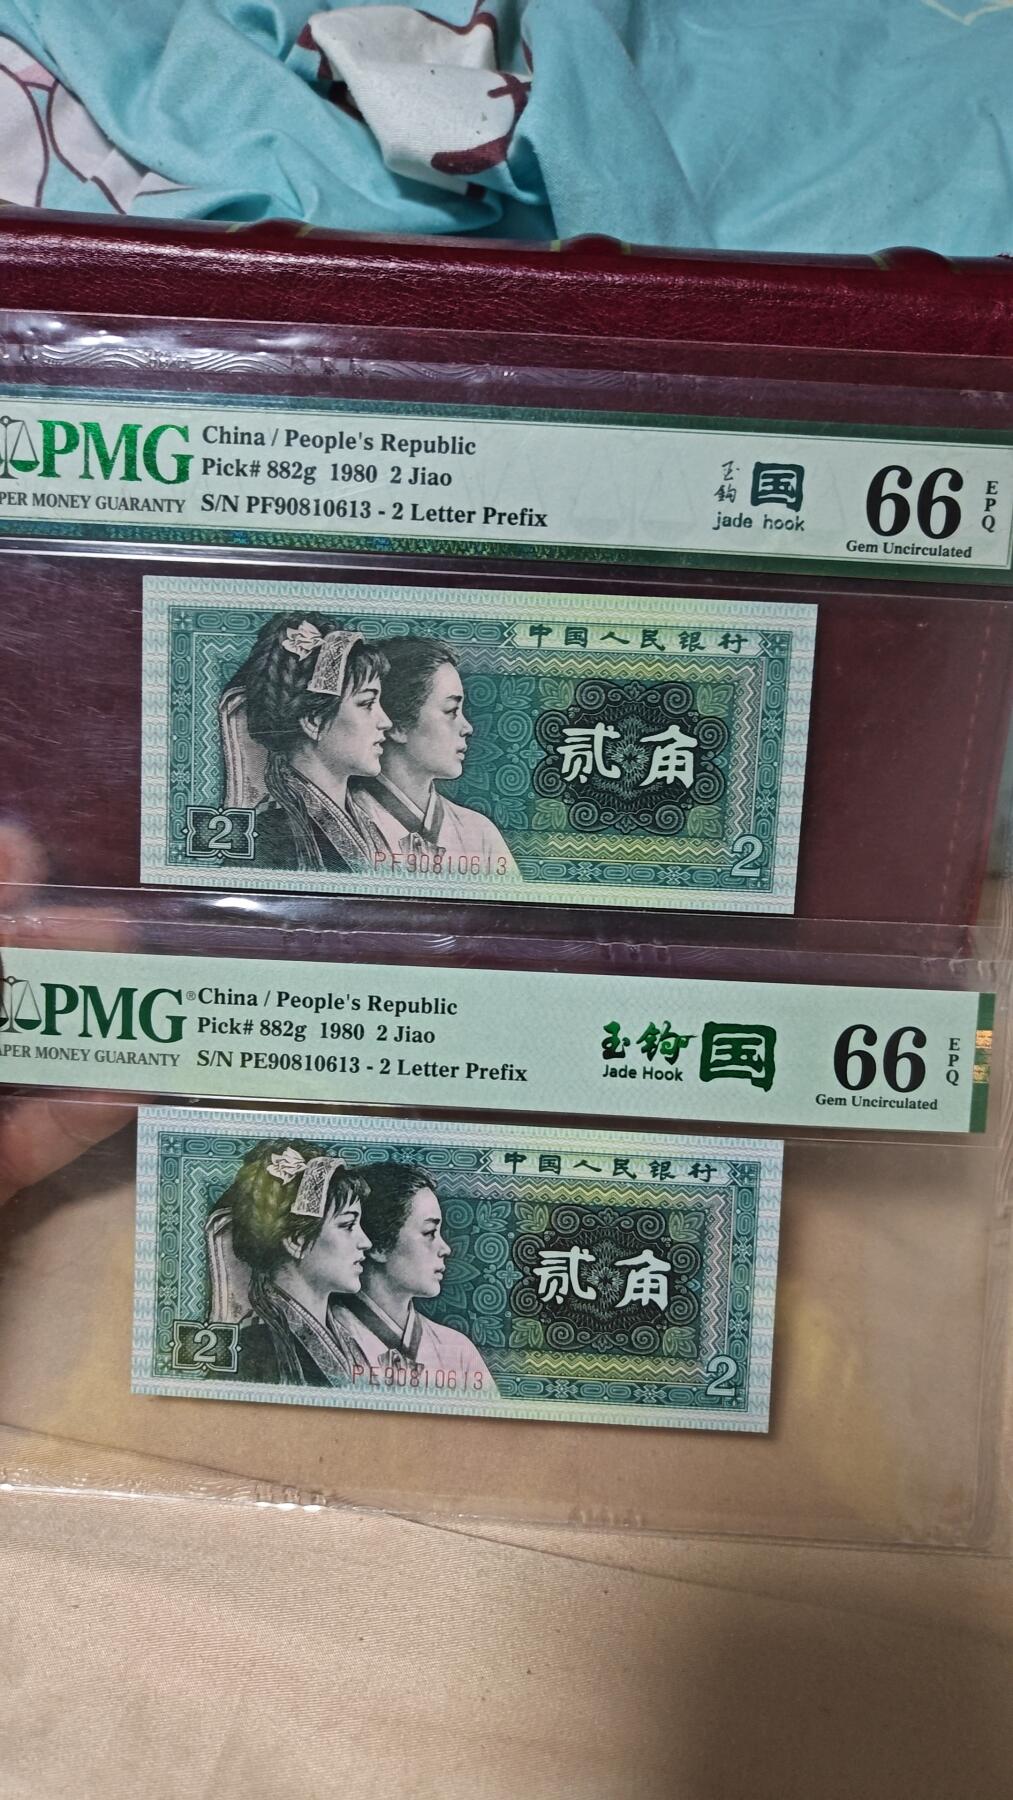 PMG
China / People's Republic
Pick# 882g 1980 2 Jiao
PER MONEY GUARANTY
S/N PF90810613 - 2 Letter Prefix
玉钩
国
jade hook
66
EPQ
Gem Uncirculated
中国人民银行
贰角
2
PF90810613
2
PMG®
China / People's Republic
Pick# 882g 1980 2 Jiao
APER MONEY GUARANTY
S/N PE90810613 - 2 Letter Prefix
玉钩
国
Jade Hook
66
EPQ
Gem Uncirculated
中国人民银行
贰角
2
PE90810613
2